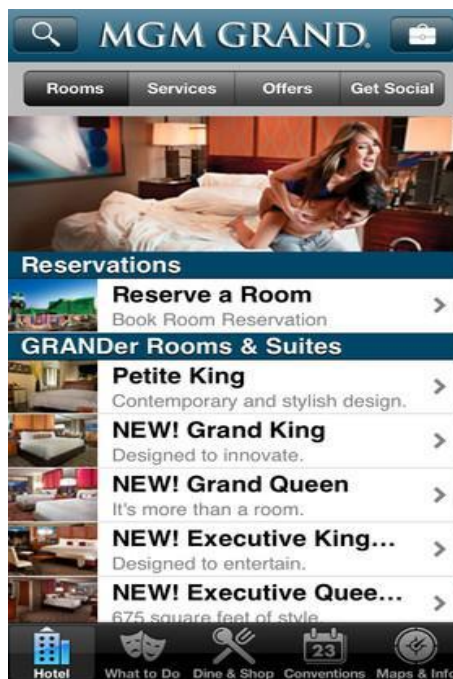 MGM GRAND.
Rooms Services Offers Get Social
Reservations
Reserve a Room
Book Room Reservation
GRANDer Rooms & Suites
Petite King
Contemporary and stylish design.
NEW! Grand King
Designed to innovate.
NEW! Grand Queen
It's more than a room.
NEW! Executive King...
Designed to entertain.
NEW! Executive Quee...
675 square feet of style
23
Hotel What to Do Dine & Shop Conventions Maps & Info